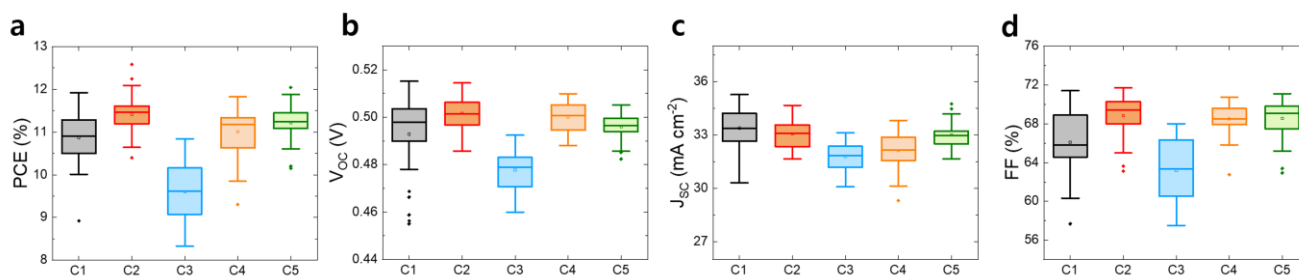 a
b
c
d
PCE (%)
13
12
11
10
9
8
C1 C2 C3 C4 C5
V_OC (V)
0.52
0.50
0.48
0.46
0.44
C1 C2 C3 C4 C5
J_SC (mA cm⁻²)
36
33
30
27
C1 C2 C3 C4 C5
FF (%)
76
72
68
64
60
56
C1 C2 C3 C4 C5